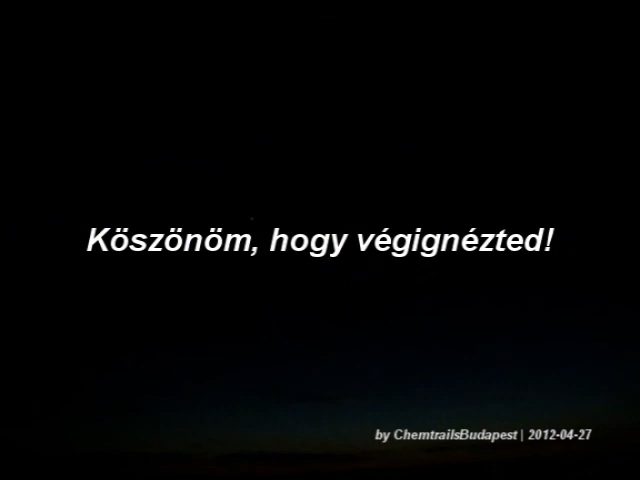 Köszönöm, hogy végignézted!
by ChemtrailsBudapest | 2012-04-27